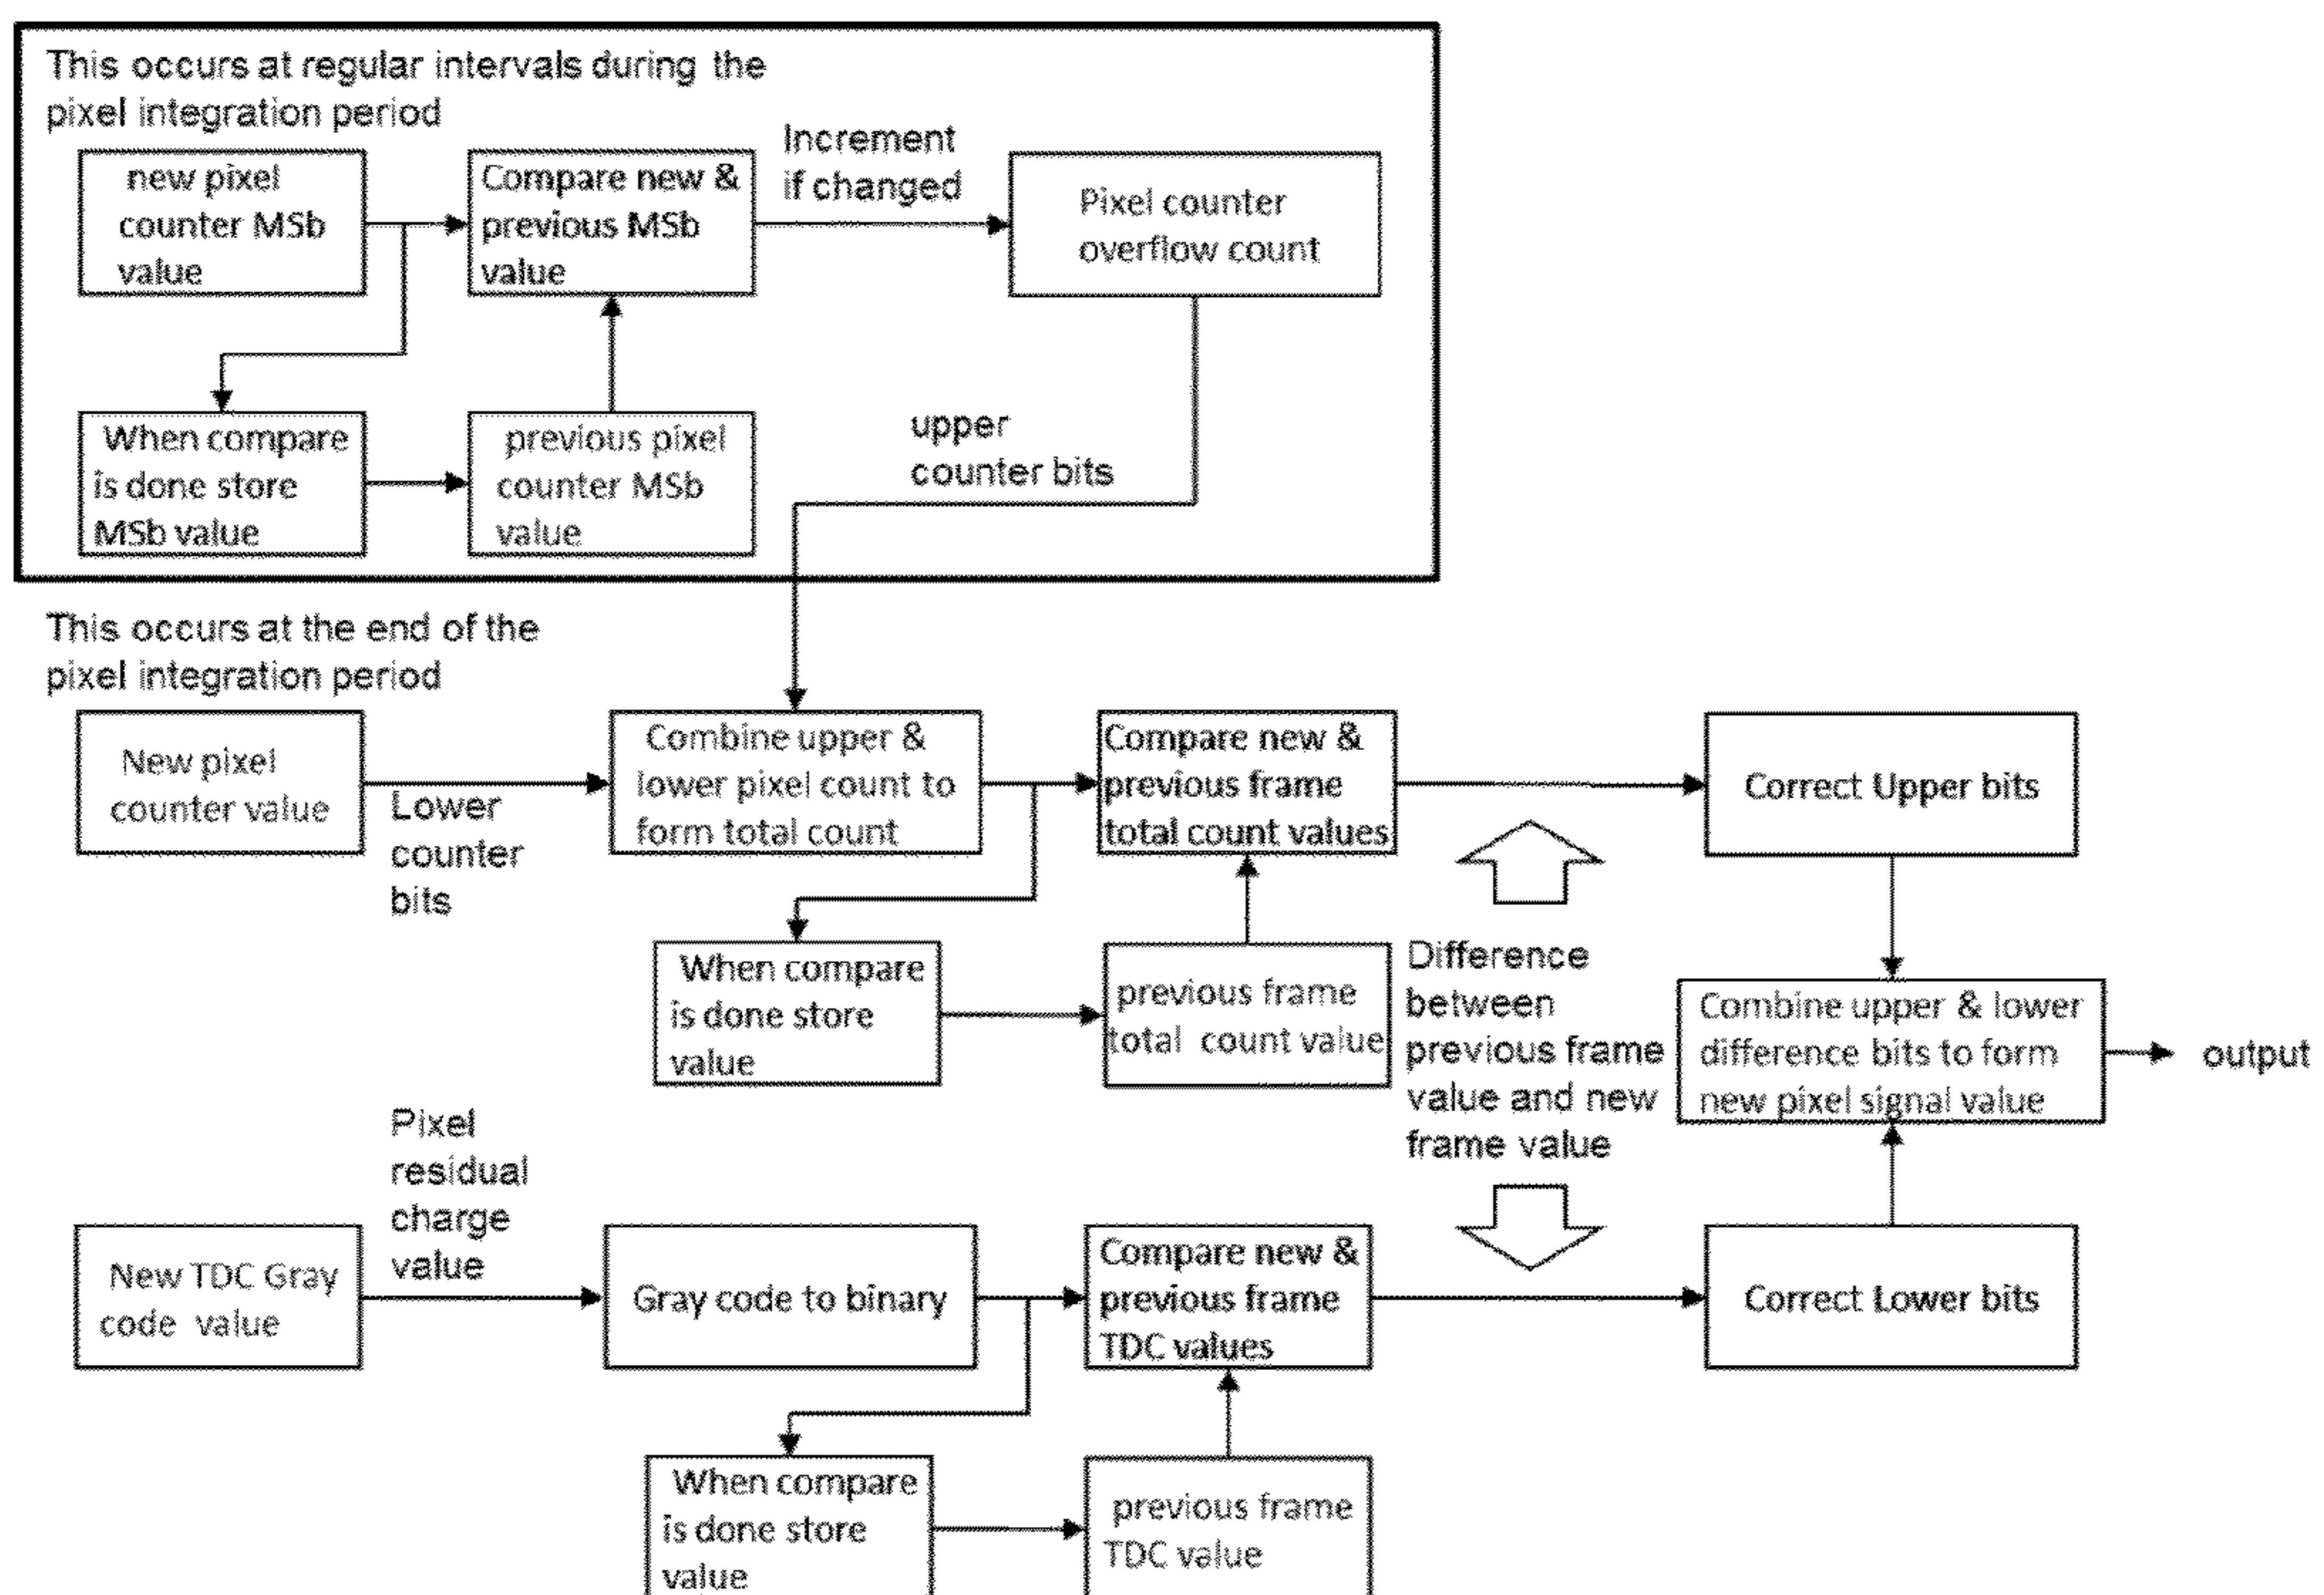 This occurs at regular intervals during the
pixel integration period
new pixel
counter MSb
value
Compare new &
previous MSb
value
Increment
if changed
Pixel counter
overflow count
When compare
is done store
MSb value
previous pixel
counter MSb
value
upper
counter bits
This occurs at the end of the
pixel integration period
New pixel
counter value
Lower
counter
bits
Combine upper &
lower pixel count to
form total count
Compare new &
previous frame
total count values
Correct Upper bits
When compare
is done store
value
previous frame
total count value
Difference
between
previous frame
value and new
frame value
Combine upper & lower
difference bits to form
new pixel signal value
output
Pixel
residual
charge
value
New TDC Gray
code value
Gray code to binary
Compare new &
previous frame
TDC values
Correct Lower bits
When compare
is done store
value
previous frame
TDC value